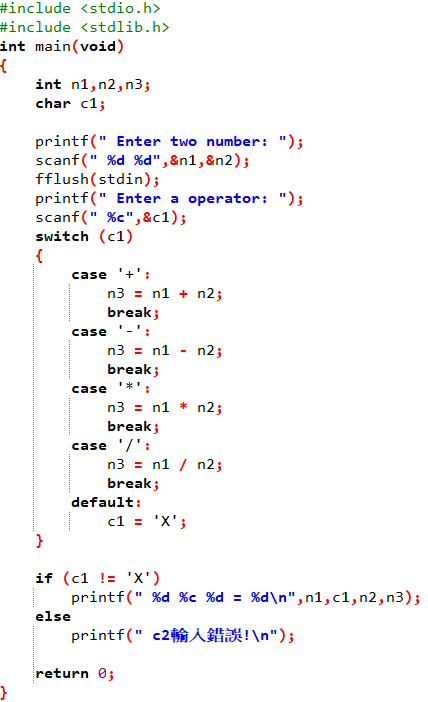 #include <stdio.h>
#include <stdlib.h>
int main(void)
{
    int n1,n2,n3;
    char c1;

    printf(" Enter two number: ");
    scanf(" %d %d",&n1,&n2);
    fflush(stdin);
    printf(" Enter a operator: ");
    scanf(" %c",&c1);
    switch (c1)
    {
        case '+':
            n3 = n1 + n2;
            break;
        case '-':
            n3 = n1 - n2;
            break;
        case '*':
            n3 = n1 * n2;
            break;
        case '/':
            n3 = n1 / n2;
            break;
        default:
            c1 = 'X';
    }

    if (c1 != 'X')
        printf(" %d %c %d = %d\n",n1,c1,n2,n3);
    else
        printf(" c2輸入錯誤!\n");

    return 0;
}